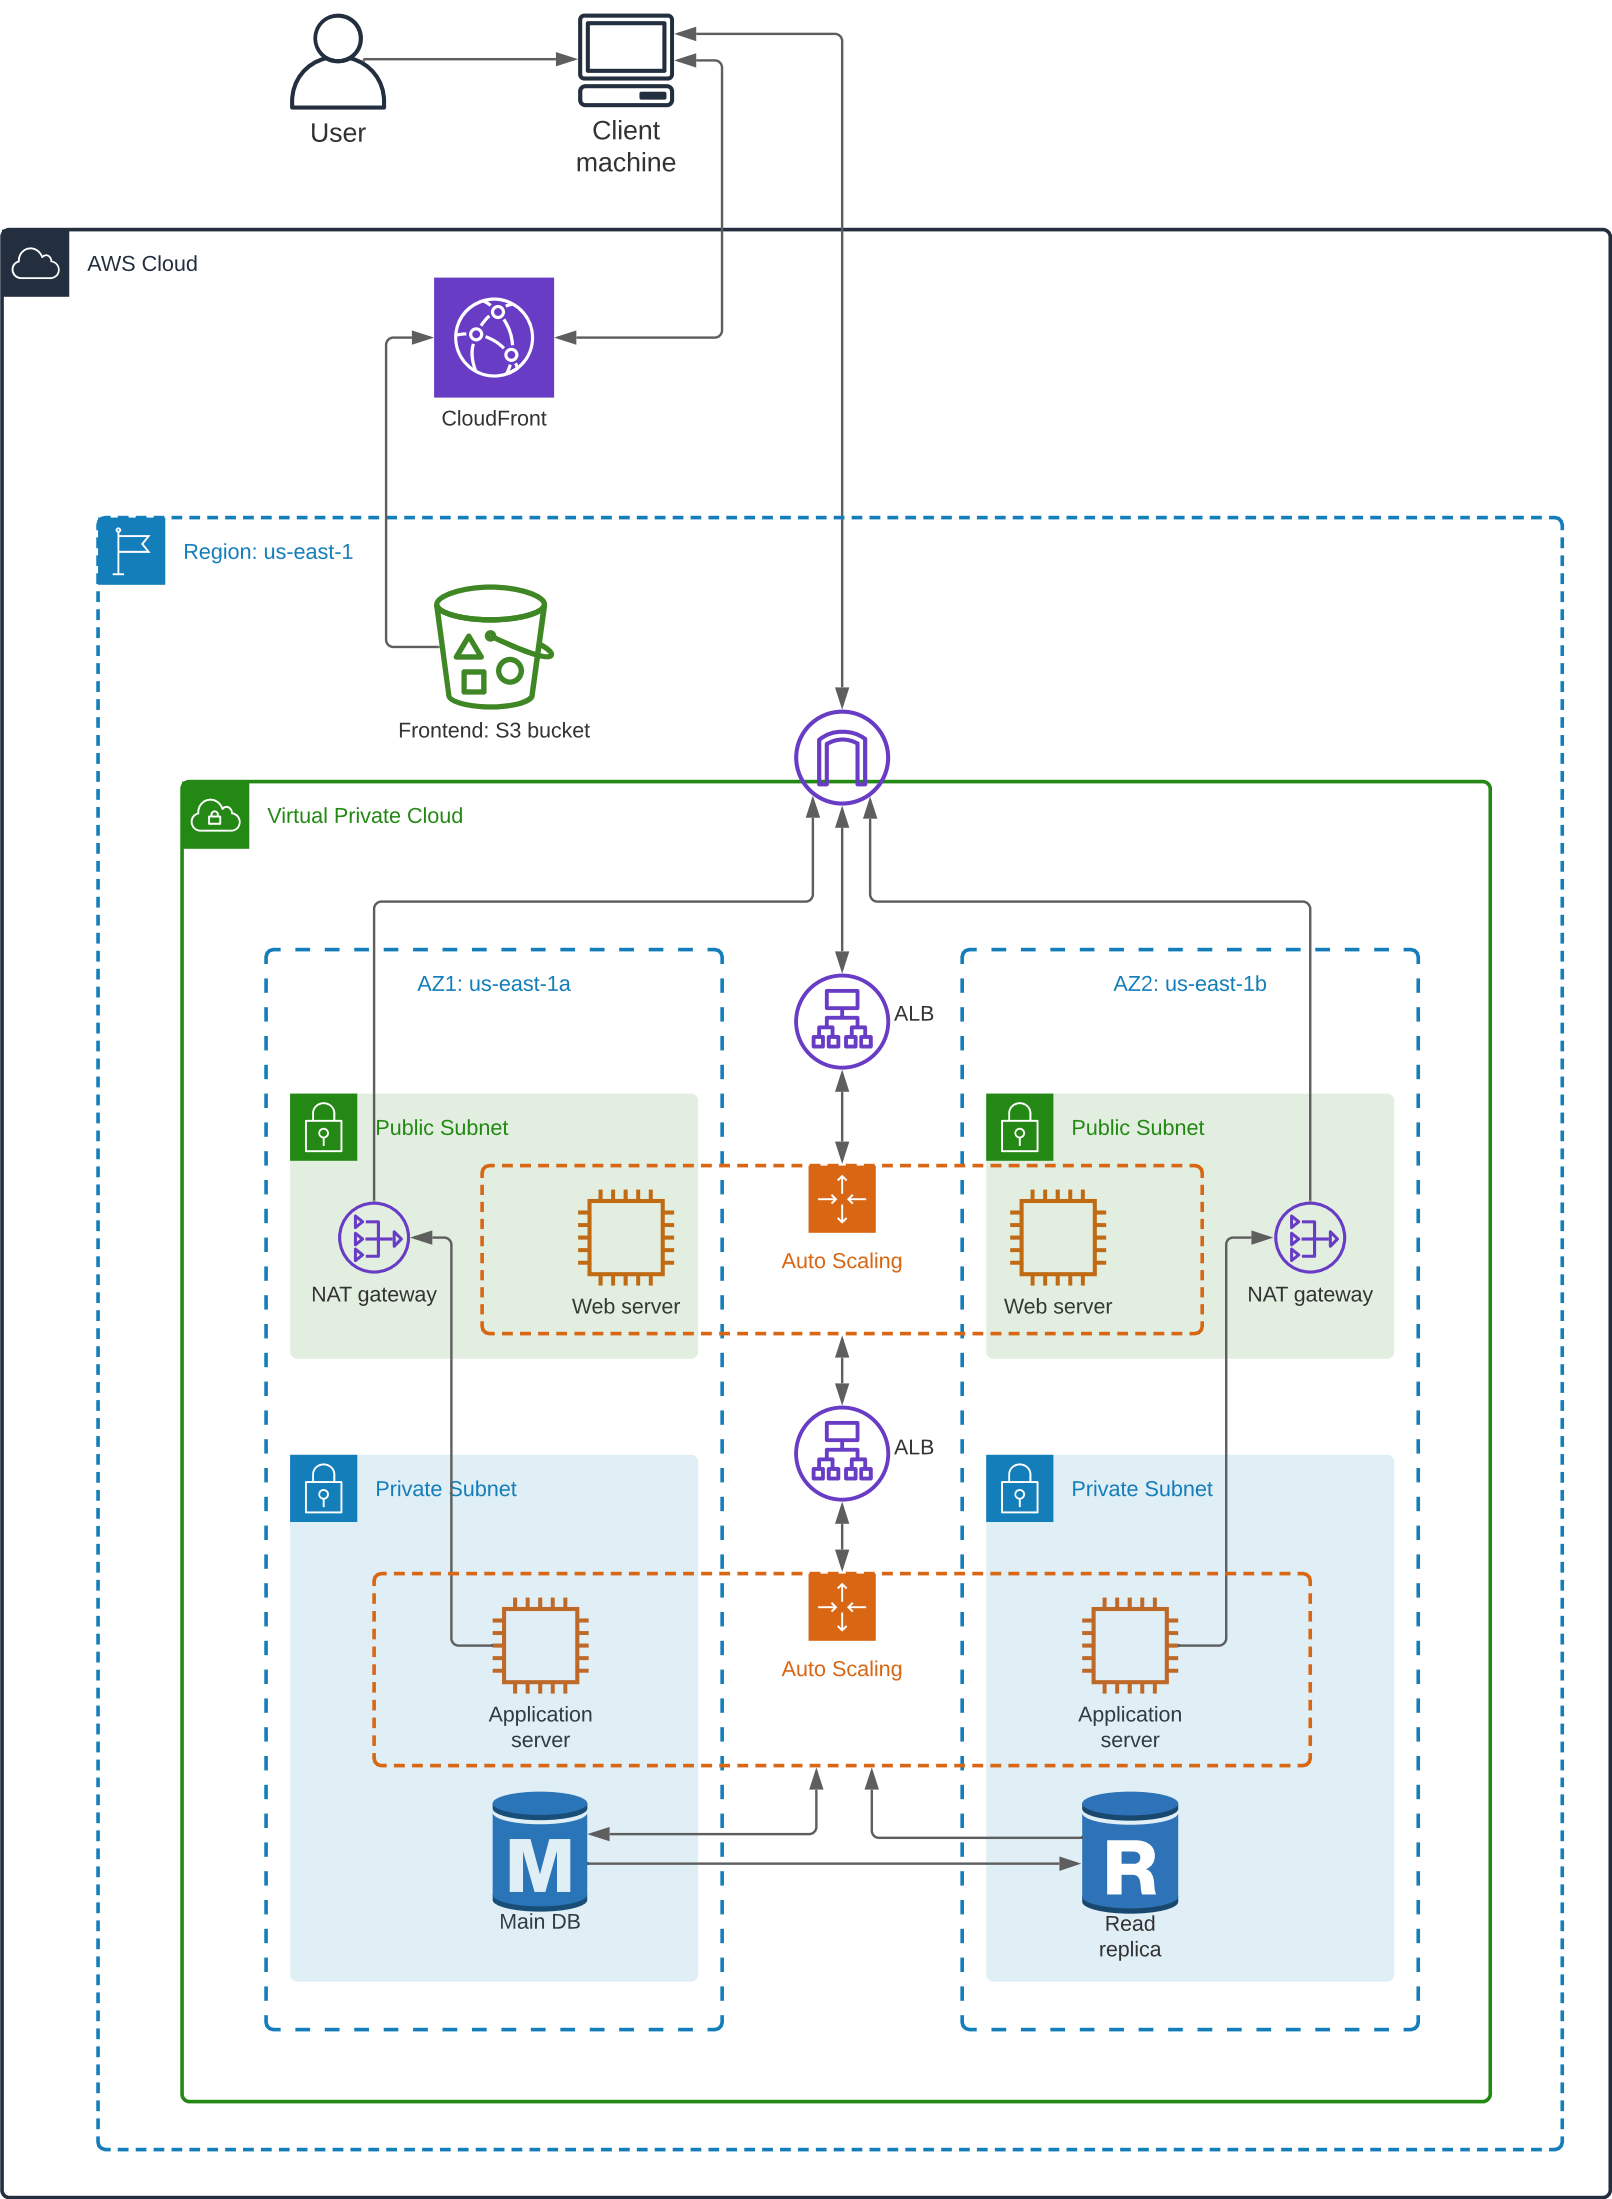 User
Client
machine
AWS Cloud
CloudFront
Region: us-east-1
Frontend: S3 bucket
Virtual Private Cloud
AZ1: us-east-1a
AZ2: us-east-1b
ALB
Public Subnet
Public Subnet
Auto Scaling
NAT gateway
Web server
Web server
NAT gateway
ALB
Private Subnet
Private Subnet
Auto Scaling
Application
server
Application
server
M
R
Main DB
Read
replica